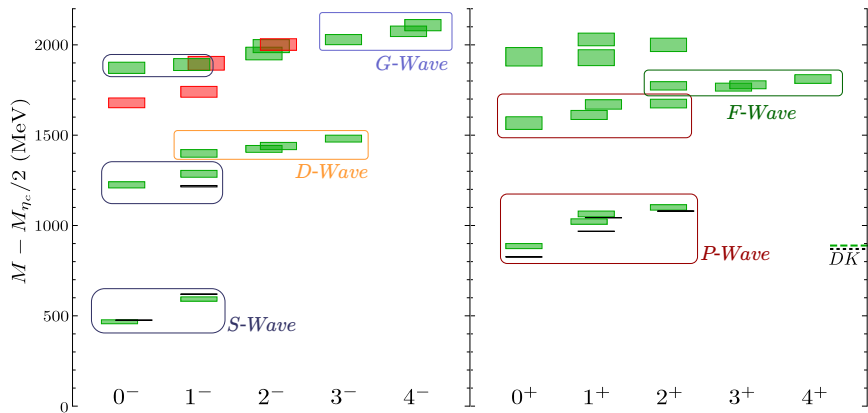 M − M_{η_c}/2 (MeV)
2000
1500
1000
500
0
G-Wave
D-Wave
S-Wave
F-Wave
P-Wave
DK
0⁻ 1⁻ 2⁻ 3⁻ 4⁻ 0⁺ 1⁺ 2⁺ 3⁺ 4⁺